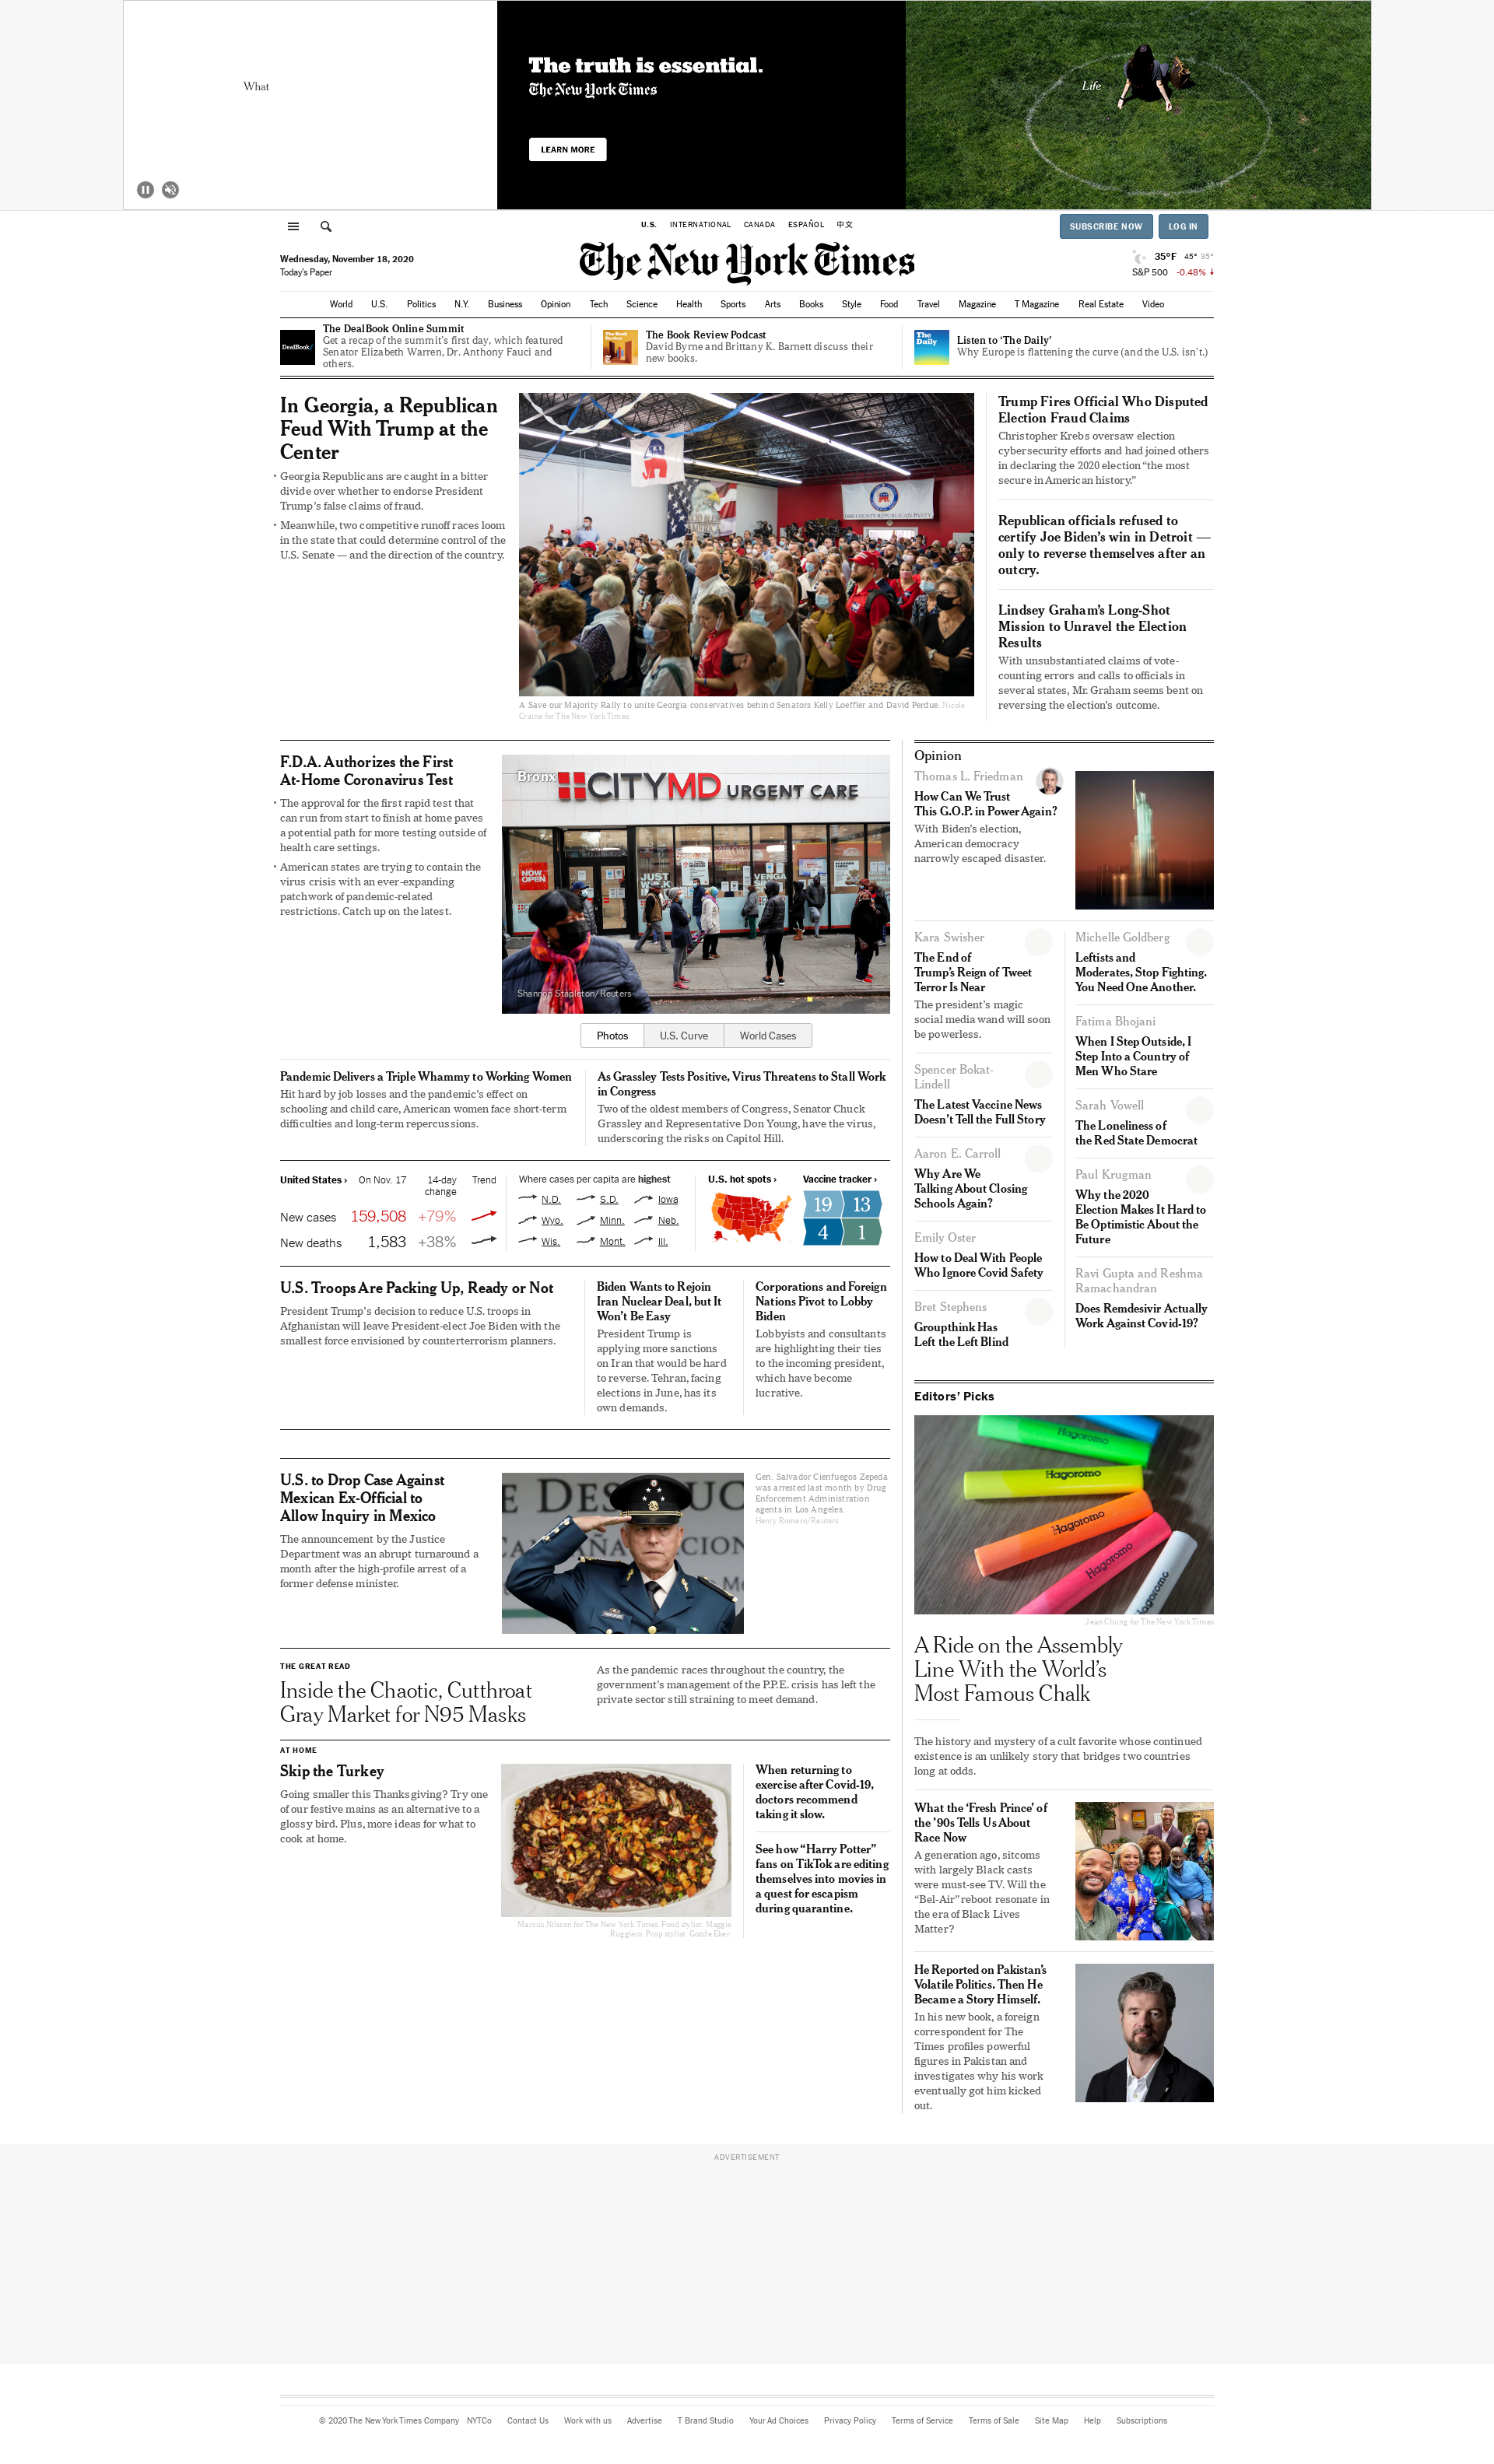 What
The truth is essential.
The New York Times
LEARN MORE
Life
U.S. INTERNATIONAL CANADA ESPAÑOL 中文
SUBSCRIBE NOW LOG IN
Wednesday, November 18, 2020
Today's Paper
The New York Times
35°F 45° 35°
S&P 500 -0.48%
World U.S. Politics N.Y. Business Opinion Tech Science Health Sports Arts Books Style Food Travel Magazine T Magazine Real Estate Video
DealBook
The DealBook Online Summit
Get a recap of the summit's first day, which featured
Senator Elizabeth Warren, Dr. Anthony Fauci and
others.
The Book Review Podcast
David Byrne and Brittany K. Barnett discuss their
new books.
The Daily
Listen to ‘The Daily’
Why Europe is flattening the curve (and the U.S. isn't.)
In Georgia, a Republican
Feud With Trump at the
Center
• Georgia Republicans are caught in a bitter
divide over whether to endorse President
Trump's false claims of fraud.
• Meanwhile, two competitive runoff races loom
in the state that could determine control of the
U.S. Senate — and the direction of the country.
A Save our Majority Rally to unite Georgia conservatives behind Senators Kelly Loeffler and David Perdue. Nicole
Craine for The New York Times
Trump Fires Official Who Disputed
Election Fraud Claims
Christopher Krebs oversaw election
cybersecurity efforts and had joined others
in declaring the 2020 election “the most
secure in American history.”
Republican officials refused to
certify Joe Biden's win in Detroit —
only to reverse themselves after an
outcry.
Lindsey Graham's Long-Shot
Mission to Unravel the Election
Results
With unsubstantiated claims of vote-
counting errors and calls to officials in
several states, Mr. Graham seems bent on
reversing the election's outcome.
F.D.A. Authorizes the First
At-Home Coronavirus Test
• The approval for the first rapid test that
can run from start to finish at home paves
a potential path for more testing outside of
health care settings.
• American states are trying to contain the
virus crisis with an ever-expanding
patchwork of pandemic-related
restrictions. Catch up on the latest.
Bronx
CITYMD URGENT CARE
NOW OPEN
Shannon Stapleton/Reuters
Photos U.S. Curve World Cases
Pandemic Delivers a Triple Whammy to Working Women
Hit hard by job losses and the pandemic's effect on
schooling and child care, American women face short-term
difficulties and long-term repercussions.
As Grassley Tests Positive, Virus Threatens to Stall Work
in Congress
Two of the oldest members of Congress, Senator Chuck
Grassley and Representative Don Young, have the virus,
underscoring the risks on Capitol Hill.
United States › On Nov. 17 14-day
change Trend
New cases 159,508 +79%
New deaths 1,583 +38%
Where cases per capita are highest
N.D. S.D. Iowa
Wyo. Minn. Neb.
Wis. Mont. Ill.
U.S. hot spots ›
Vaccine tracker ›
19 13
4 1
U.S. Troops Are Packing Up, Ready or Not
President Trump's decision to reduce U.S. troops in
Afghanistan will leave President-elect Joe Biden with the
smallest force envisioned by counterterrorism planners.
Biden Wants to Rejoin
Iran Nuclear Deal, but It
Won't Be Easy
President Trump is
applying more sanctions
on Iran that would be hard
to reverse. Tehran, facing
elections in June, has its
own demands.
Corporations and Foreign
Nations Pivot to Lobby
Biden
Lobbyists and consultants
are highlighting their ties
to the incoming president,
which have become
lucrative.
U.S. to Drop Case Against
Mexican Ex-Official to
Allow Inquiry in Mexico
The announcement by the Justice
Department was an abrupt turnaround a
month after the high-profile arrest of a
former defense minister.
Gen. Salvador Cienfuegos Zepeda
was arrested last month by Drug
Enforcement Administration
agents in Los Angeles.
Henry Romero/Reuters
THE GREAT READ
Inside the Chaotic, Cutthroat
Gray Market for N95 Masks
As the pandemic races throughout the country, the
government's management of the P.P.E. crisis has left the
private sector still straining to meet demand.
AT HOME
Skip the Turkey
Going smaller this Thanksgiving? Try one
of our festive mains as an alternative to a
glossy bird. Plus, more ideas for what to
cook at home.
Marcus Nilsson for The New York Times. Food stylist: Maggie
Ruggiero. Prop stylist: Gozde Eker.
When returning to
exercise after Covid-19,
doctors recommend
taking it slow.
See how “Harry Potter”
fans on TikTok are editing
themselves into movies in
a quest for escapism
during quarantine.
Opinion
Thomas L. Friedman
How Can We Trust
This G.O.P. in Power Again?
With Biden's election,
American democracy
narrowly escaped disaster.
Kara Swisher
The End of
Trump's Reign of Tweet
Terror Is Near
The president's magic
social media wand will soon
be powerless.
Spencer Bokat-
Lindell
The Latest Vaccine News
Doesn't Tell the Full Story
Aaron E. Carroll
Why Are We
Talking About Closing
Schools Again?
Emily Oster
How to Deal With People
Who Ignore Covid Safety
Bret Stephens
Groupthink Has
Left the Left Blind
Michelle Goldberg
Leftists and
Moderates, Stop Fighting.
You Need One Another.
Fatima Bhojani
When I Step Outside, I
Step Into a Country of
Men Who Stare
Sarah Vowell
The Loneliness of
the Red State Democrat
Paul Krugman
Why the 2020
Election Makes It Hard to
Be Optimistic About the
Future
Ravi Gupta and Reshma
Ramachandran
Does Remdesivir Actually
Work Against Covid-19?
Editors’ Picks
Hagoromo
Hagoromo
Hagoromo
Hagoromo
Hagoromo
Jean Chung for The New York Times
A Ride on the Assembly
Line With the World's
Most Famous Chalk
The history and mystery of a cult favorite whose continued
existence is an unlikely story that bridges two countries
long at odds.
What the ‘Fresh Prince’ of
the ’90s Tells Us About
Race Now
A generation ago, sitcoms
with largely Black casts
were must-see TV. Will the
“Bel-Air” reboot resonate in
the era of Black Lives
Matter?
He Reported on Pakistan's
Volatile Politics. Then He
Became a Story Himself.
In his new book, a foreign
correspondent for The
Times profiles powerful
figures in Pakistan and
investigates why his work
eventually got him kicked
out.
ADVERTISEMENT
© 2020 The New York Times Company NYTCo Contact Us Work with us Advertise T Brand Studio Your Ad Choices Privacy Policy Terms of Service Terms of Sale Site Map Help Subscriptions